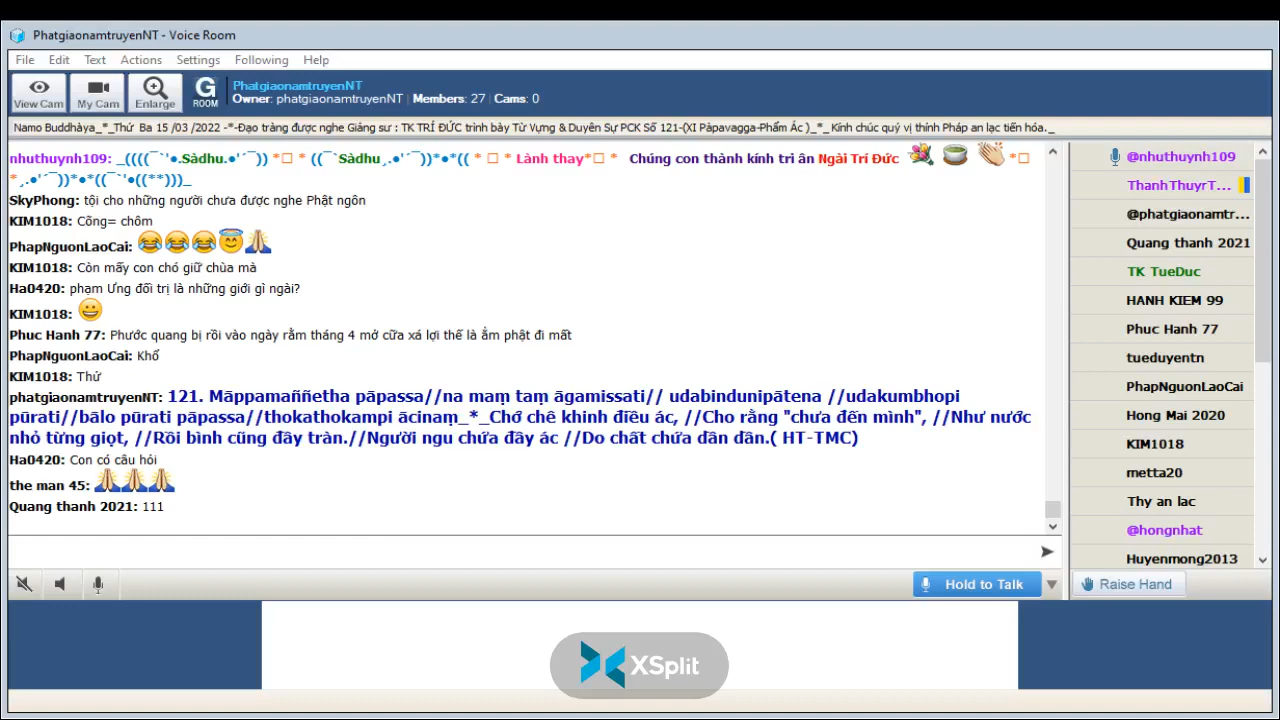 PhatgiaonamtruyenNT - Voice Room
File Edit Text Actions Settings Following Help
View Cam My Cam Enlarge G ROOM
PhatgiaonamtruyenNT
Owner: phatgiaonamtruyenNT | Members: 27 | Cams: 0
Namo Buddhàya_*_Thứ Ba 15 /03 /2022 -*-Đạo tràng được nghe Giảng sư : TK TRÍ ĐỨC trình bày Từ Vựng & Duyên Sự PCK Số 121-(XI Pàpavagga-Phẩm Ác )_*_ Kính chúc quý vị thính Pháp an lạc tiến hóa._
nhuthuynh109: _((((¯`'•.Sàdhu.•'´¯)) *□ * ((¯`Sàdhu¸.•'´¯))*•*(( * □ * Lành thay*□ * Chúng con thành kính tri ân Ngài Trí Đức *□
*¸.•'´¯))*•*((¯`'•((**)))_
SkyPhong: tội cho những người chưa được nghe Phật ngôn
KIM1018: Cõng= chôm
PhapNguonLaoCai: 😂😂😂😇🙏
KIM1018: Còn mấy con chó giữ chùa mà
Ha0420: phạm Ưng đối trị là những giới gì ngài?
KIM1018: 😀
Phuc Hanh 77: Phước quang bị rồi vào ngày rằm tháng 4 mở cữa xá lợi thế là ẳm phật đi mất
PhapNguonLaoCai: Khổ
KIM1018: Thứ
phatgiaonamtruyenNT: 121. Māppamaññetha pāpassa//na maṃ taṃ āgamissati// udabindunipātena //udakumbhopi
pūrati//bālo pūrati pāpassa//thokathokampi ācinaṃ_*_Chớ chê khinh điều ác, //Cho rằng "chưa đến mình", //Như nước
nhỏ từng giọt, //Rồi bình cũng đầy tràn.//Người ngu chứa đầy ác //Do chất chứa dần dần.( HT-TMC)
Ha0420: Con có câu hỏi
the man 45: 🙏🙏🙏
Quang thanh 2021: 111
@nhuthuynh109
ThanhThuyrT...
@phatgiaonamtr...
Quang thanh 2021
TK TueDuc
HANH KIEM 99
Phuc Hanh 77
tueduyentn
PhapNguonLaoCai
Hong Mai 2020
KIM1018
metta20
Thy an lac
@hongnhat
Huyenmong2013
Hold to Talk
Raise Hand
XSplit